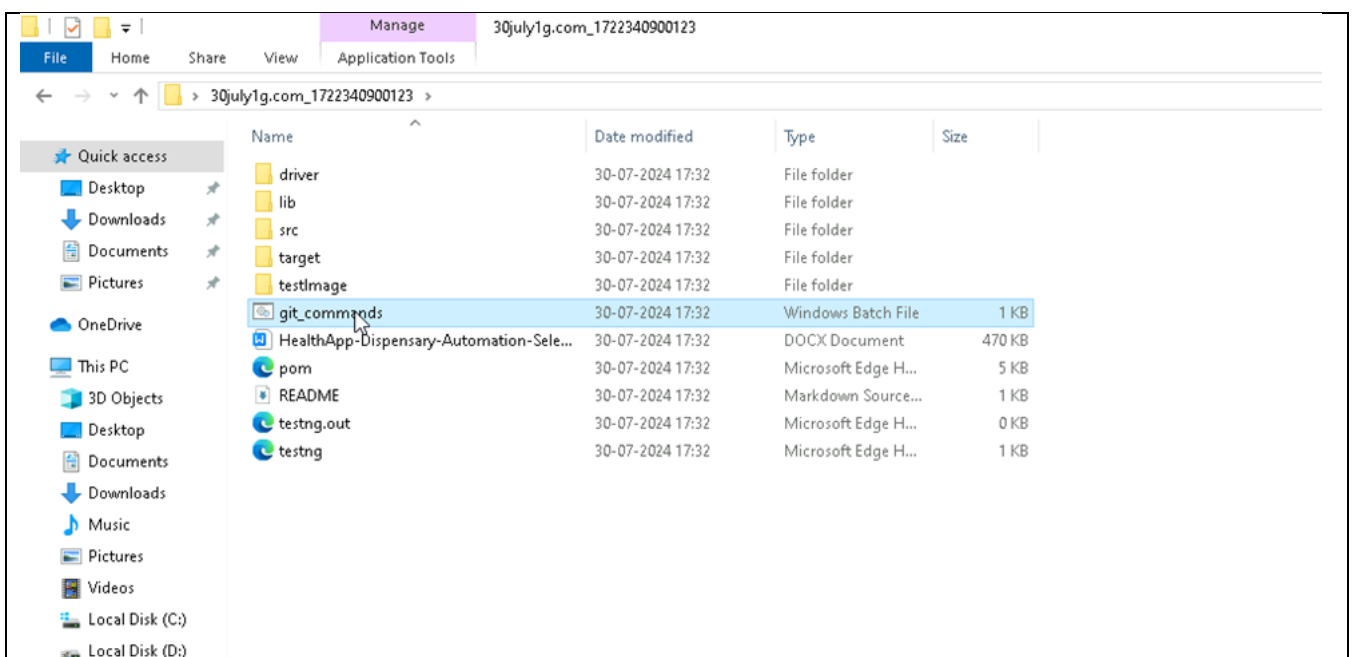 Manage 30july1g.com_1722340900123
File Home Share View Application Tools
30july1g.com_1722340900123
Name Date modified Type Size
Quick access
Desktop
Downloads
Documents
Pictures
OneDrive
This PC
3D Objects
Desktop
Documents
Downloads
Music
Pictures
Videos
Local Disk (C:)
Local Disk (D:)
driver 30-07-2024 17:32 File folder
lib 30-07-2024 17:32 File folder
src 30-07-2024 17:32 File folder
target 30-07-2024 17:32 File folder
testImage 30-07-2024 17:32 File folder
git_commands 30-07-2024 17:32 Windows Batch File 1 KB
HealthApp-Dispensary-Automation-Sele... 30-07-2024 17:32 DOCX Document 470 KB
pom 30-07-2024 17:32 Microsoft Edge H... 5 KB
README 30-07-2024 17:32 Markdown Source... 1 KB
testng.out 30-07-2024 17:32 Microsoft Edge H... 0 KB
testng 30-07-2024 17:32 Microsoft Edge H... 1 KB